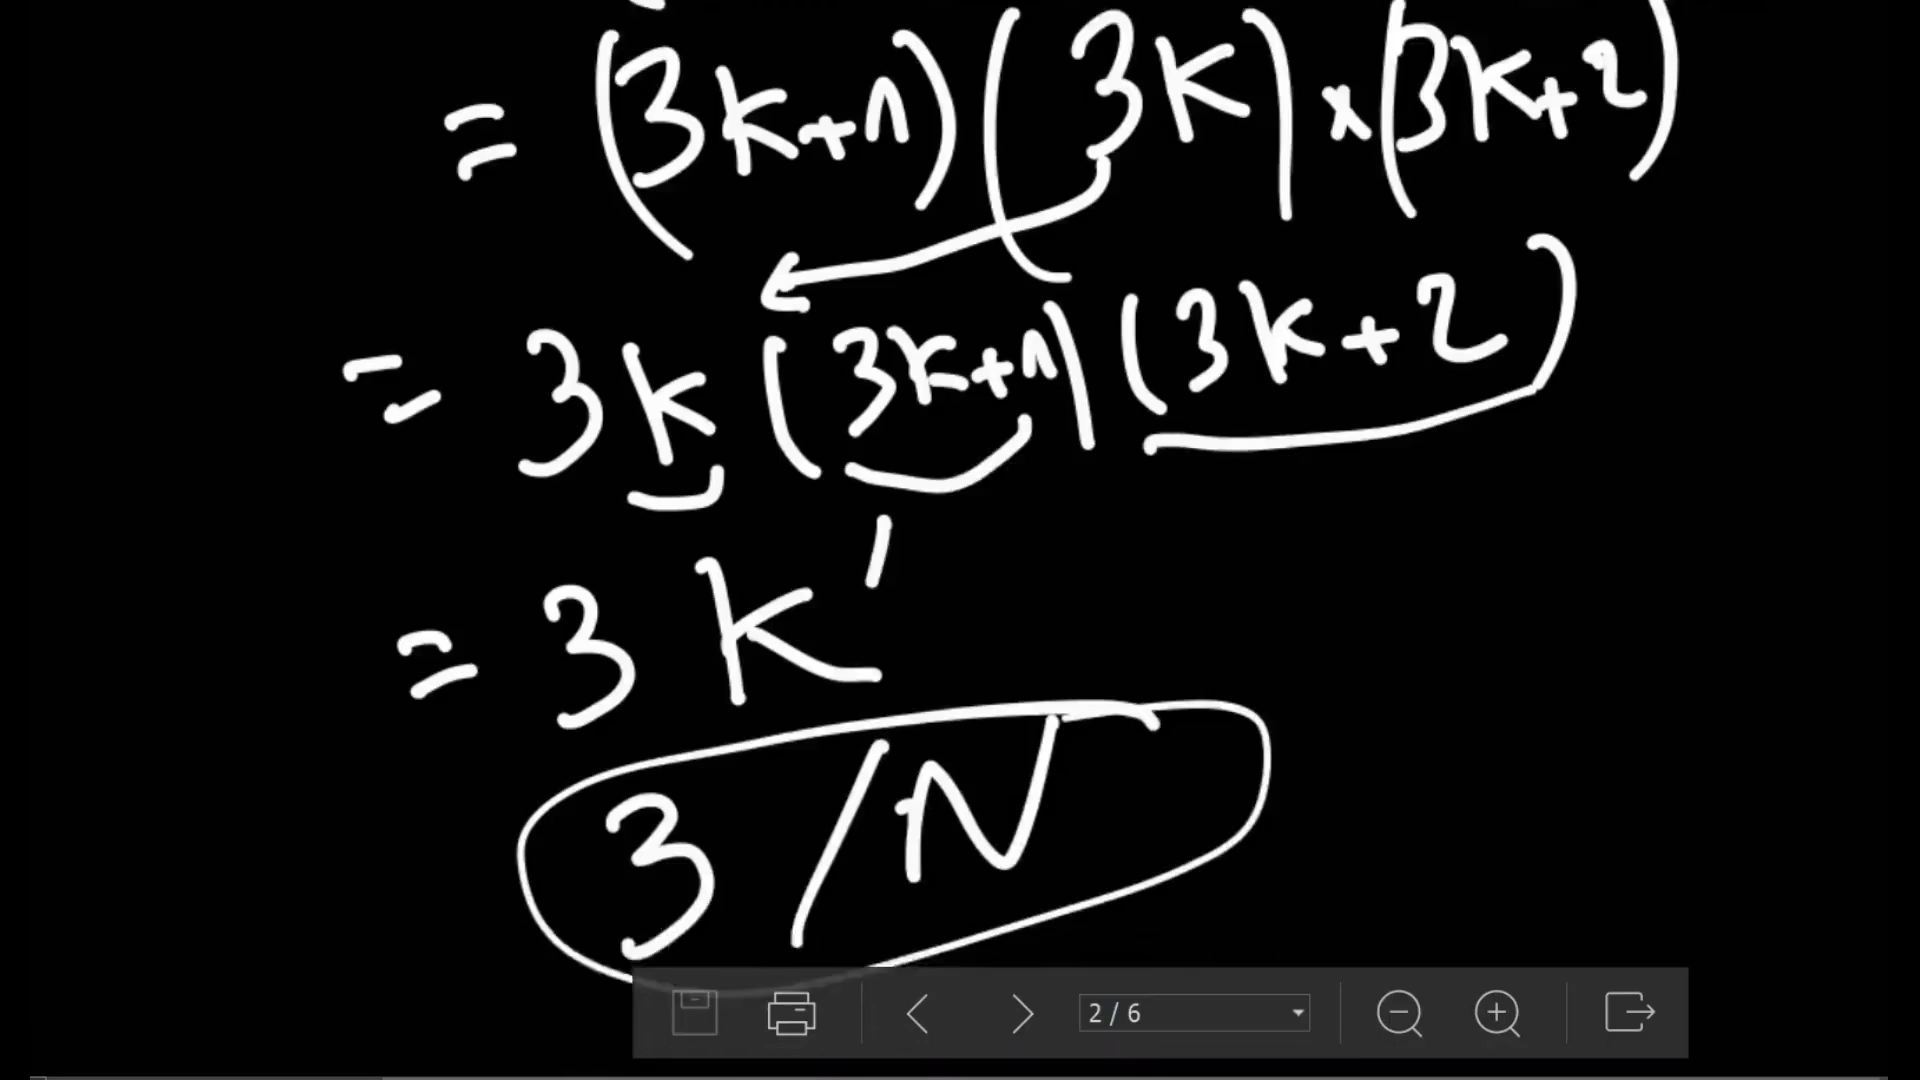 = (3k+1)(3k)×(3k+2)
= 3k(3k+1)(3k+2)
= 3k'
3/N
2 / 6